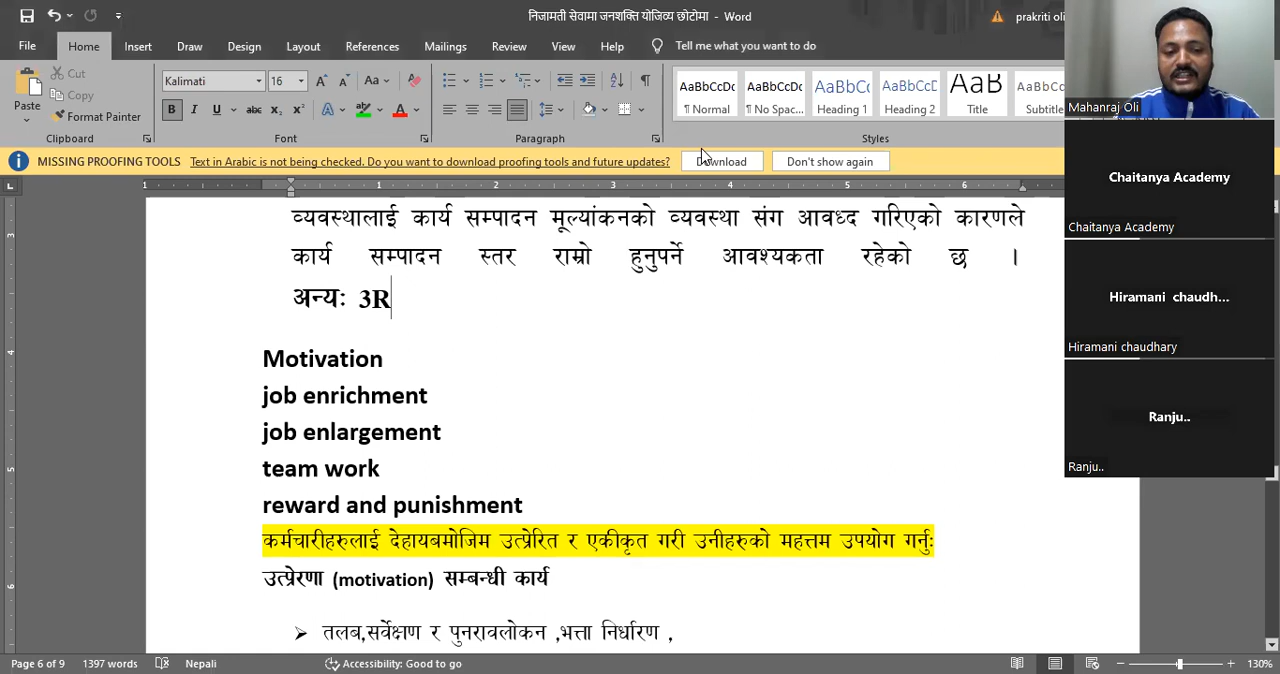 निजामती सेवामा जनशक्ति योजिव्य छोटोमा - Word
prakriti oli
File Home Insert Draw Design Layout References Mailings Review View Help Tell me what you want to do
Paste
Cut
Copy
Format Painter
Clipboard
Kalimati 16
Font
Paragraph
AaBbCcDc ¶ Normal
AaBbCcDc ¶ No Spac...
AaBbCc Heading 1
AaBbCcD Heading 2
AaB Title
AaBbCcD Subtitle
Styles
MISSING PROOFING TOOLS Text in Arabic is not being checked. Do you want to download proofing tools and future updates? Download Don't show again
व्यवस्थालाई कार्य सम्पादन मूल्यांकनको व्यवस्था संग आवध्द गरिएको कारणले
कार्य सम्पादन स्तर राम्रो हुनुपर्ने आवश्यकता रहेको छ ।
अन्यः 3R
Motivation
job enrichment
job enlargement
team work
reward and punishment
कर्मचारीहरुलाई देहायबमोजिम उत्प्रेरित र एकीकृत गरी उनीहरुको महत्तम उपयोग गर्नुः
उत्प्रेरणा (motivation) सम्बन्धी कार्य
➢ तलब,सर्वेक्षण र पुनरावलोकन ,भत्ता निर्धारण ,
Page 6 of 9 1397 words Nepali Accessibility: Good to go 130%
Mahanraj Oli
Chaitanya Academy
Chaitanya Academy
Hiramani chaudh...
Hiramani chaudhary
Ranju..
Ranju..